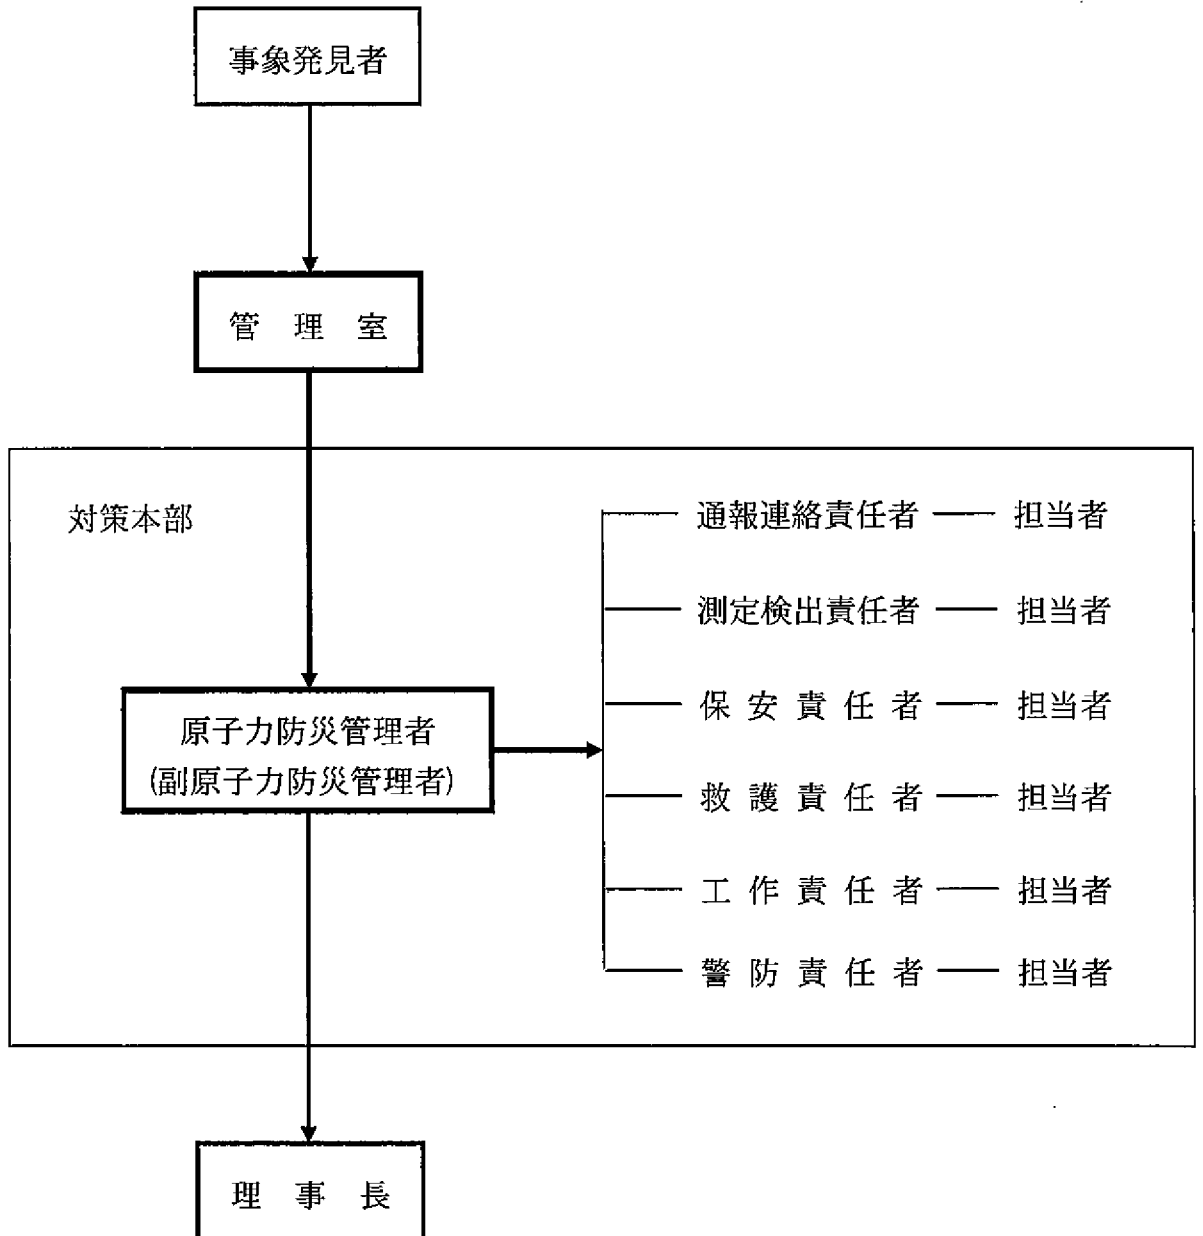 事象発見者
管理室
対策本部
通報連絡責任者 担当者
測定検出責任者 担当者
保安責任者 担当者
原子力防災管理者
(副原子力防災管理者)
救護責任者 担当者
工作責任者 担当者
警防責任者 担当者
理事長